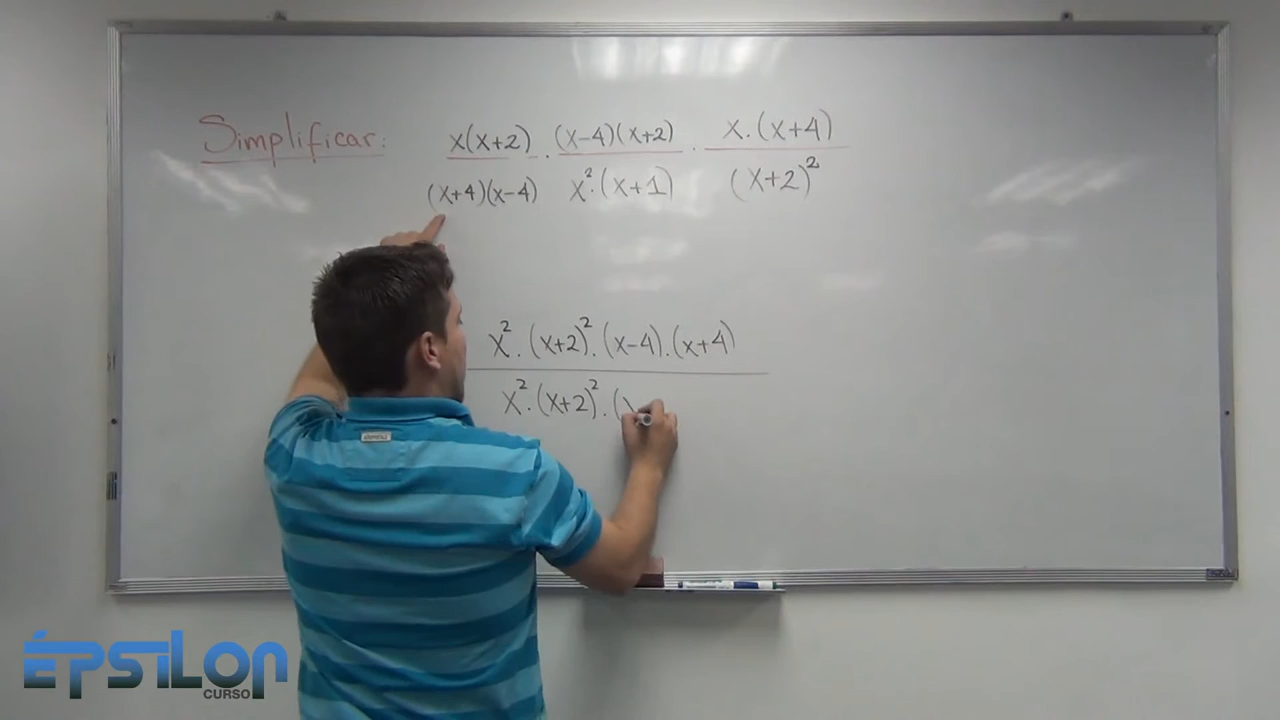 Simplificar: x(x+2) . (x-4)(x+2) . x.(x+4)
(x+4)(x-4) x².(x+1) (x+2)²
x².(x+2)².(x-4).(x+4)
x².(x+2)².(x
ÉPSILON
CURSO